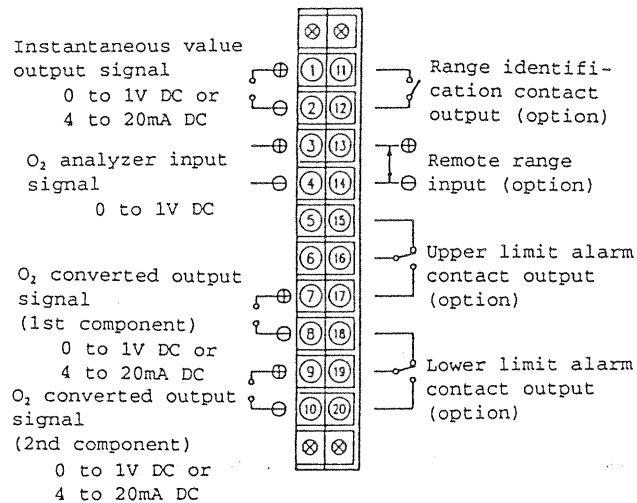 Instantaneous value
output signal
0 to 1V DC or
4 to 20mA DC
O₂ analyzer input
signal
0 to 1V DC
O₂ converted output
signal
(1st component)
0 to 1V DC or
4 to 20mA DC
O₂ converted output
signal
(2nd component)
0 to 1V DC or
4 to 20mA DC
1 11
2 12
3 13
4 14
5 15
6 16
7 17
8 18
9 19
10 20
Range identifi-
cation contact
output (option)
Remote range
input (option)
Upper limit alarm
contact output
(option)
Lower limit alarm
contact output
(option)